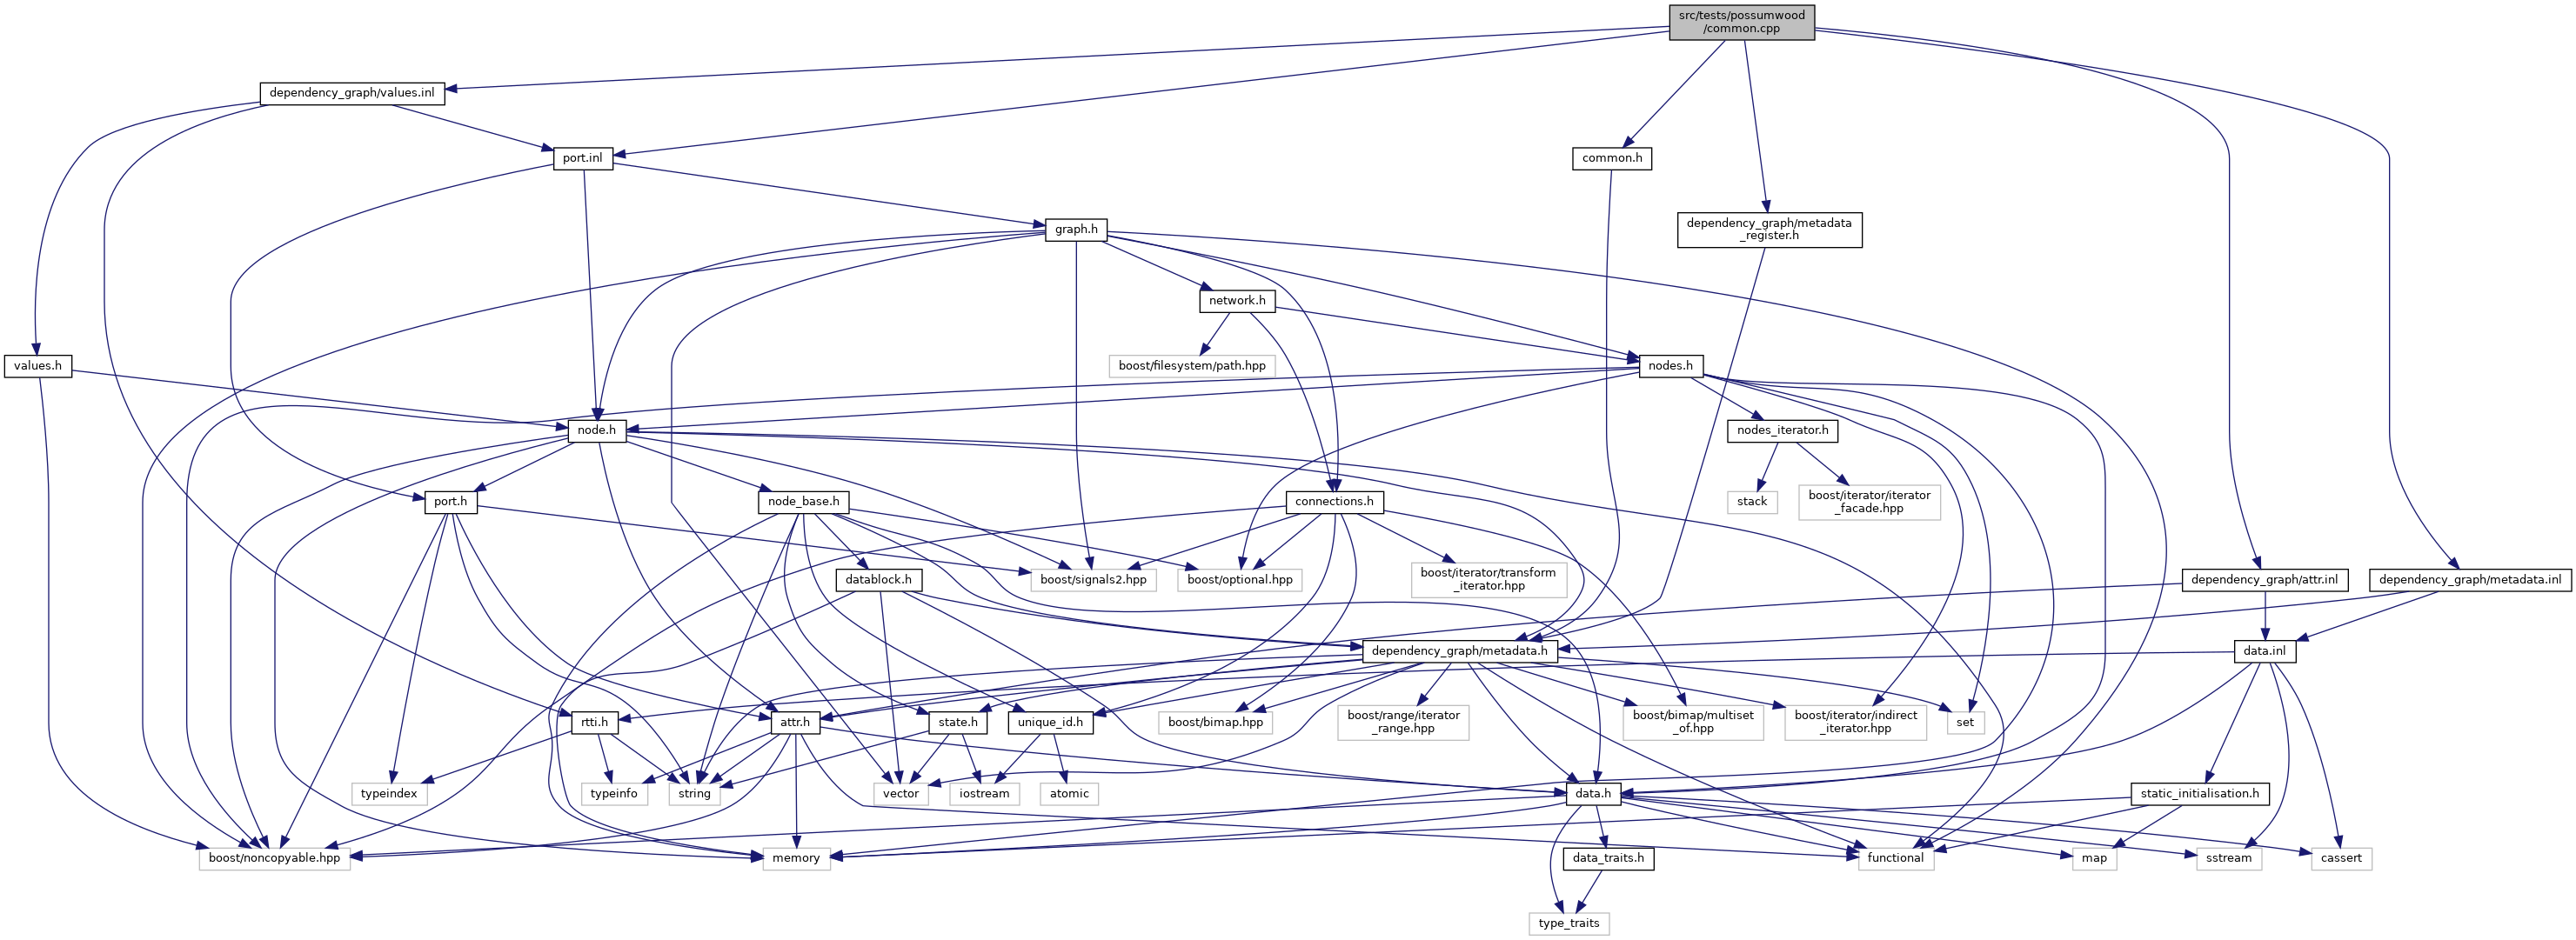 src/tests/possumwood
/common.cpp
dependency_graph/values.inl
port.inl
common.h
dependency_graph/metadata
_register.h
graph.h
network.h
values.h
boost/filesystem/path.hpp
nodes.h
node.h
nodes_iterator.h
port.h
node_base.h
connections.h
stack
boost/iterator/iterator
_facade.hpp
datablock.h
boost/signals2.hpp
boost/optional.hpp
boost/iterator/transform
_iterator.hpp
dependency_graph/attr.inl
dependency_graph/metadata.inl
dependency_graph/metadata.h
data.inl
rtti.h
attr.h
state.h
unique_id.h
boost/bimap.hpp
boost/range/iterator
_range.hpp
boost/bimap/multiset
_of.hpp
boost/iterator/indirect
_iterator.hpp
set
typeindex
typeinfo
string
vector
iostream
atomic
data.h
static_initialisation.h
boost/noncopyable.hpp
memory
data_traits.h
functional
map
sstream
cassert
type_traits